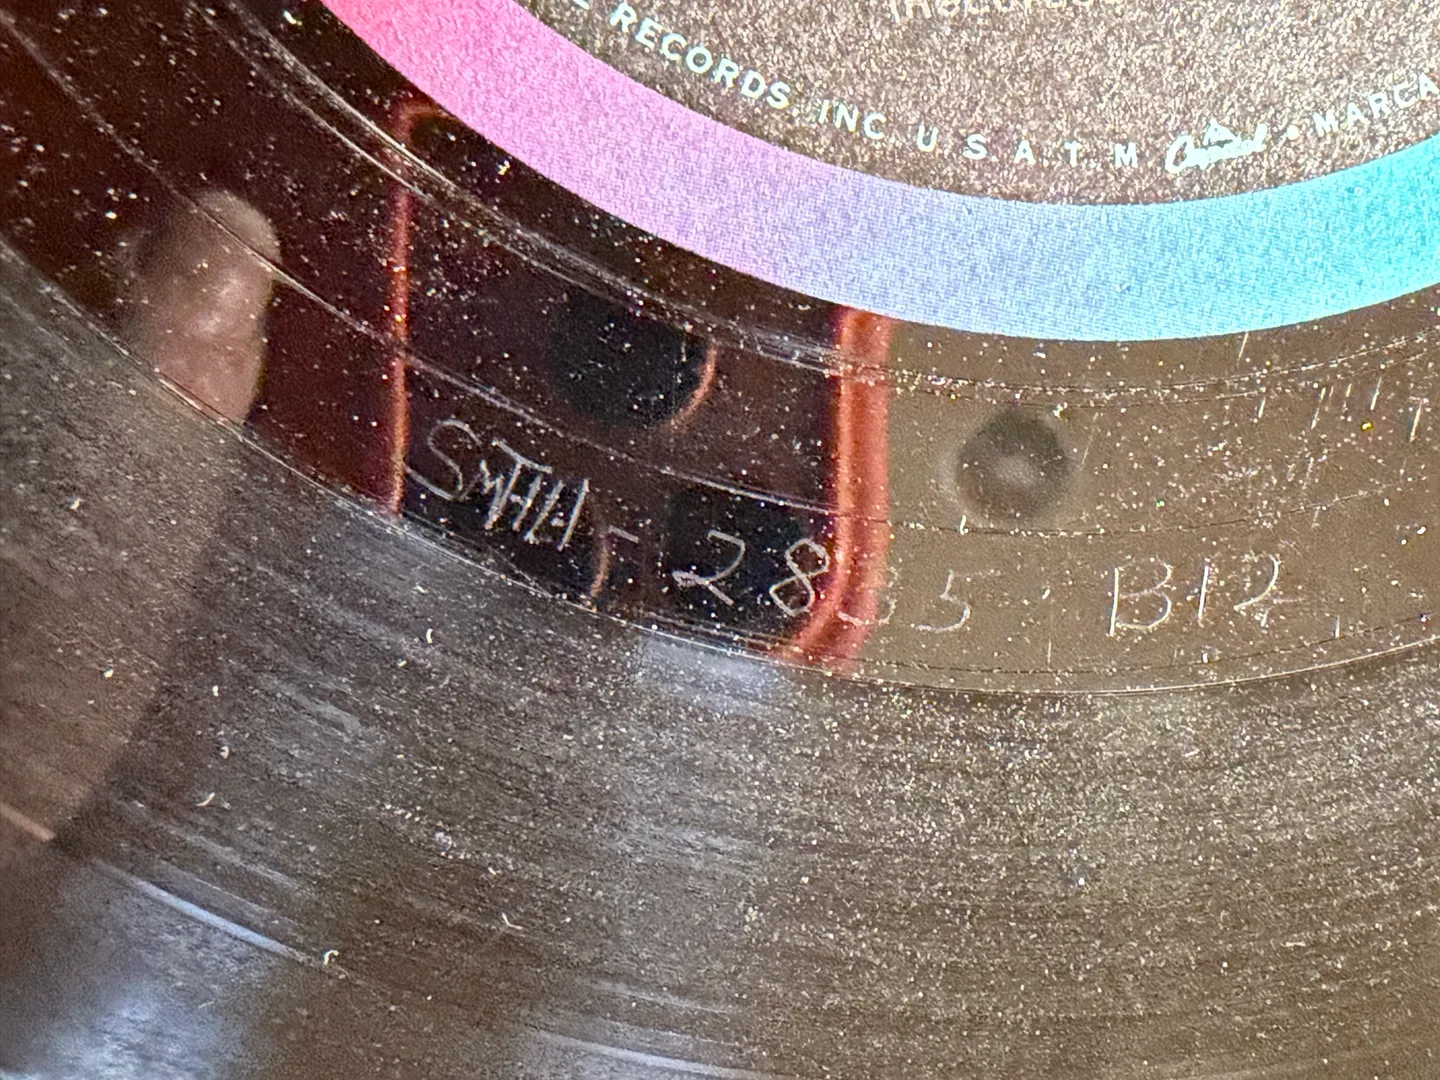 RECORDS, INC. U.S.A. T.M. Capitol • MARCA
SMAL - 2835 B12